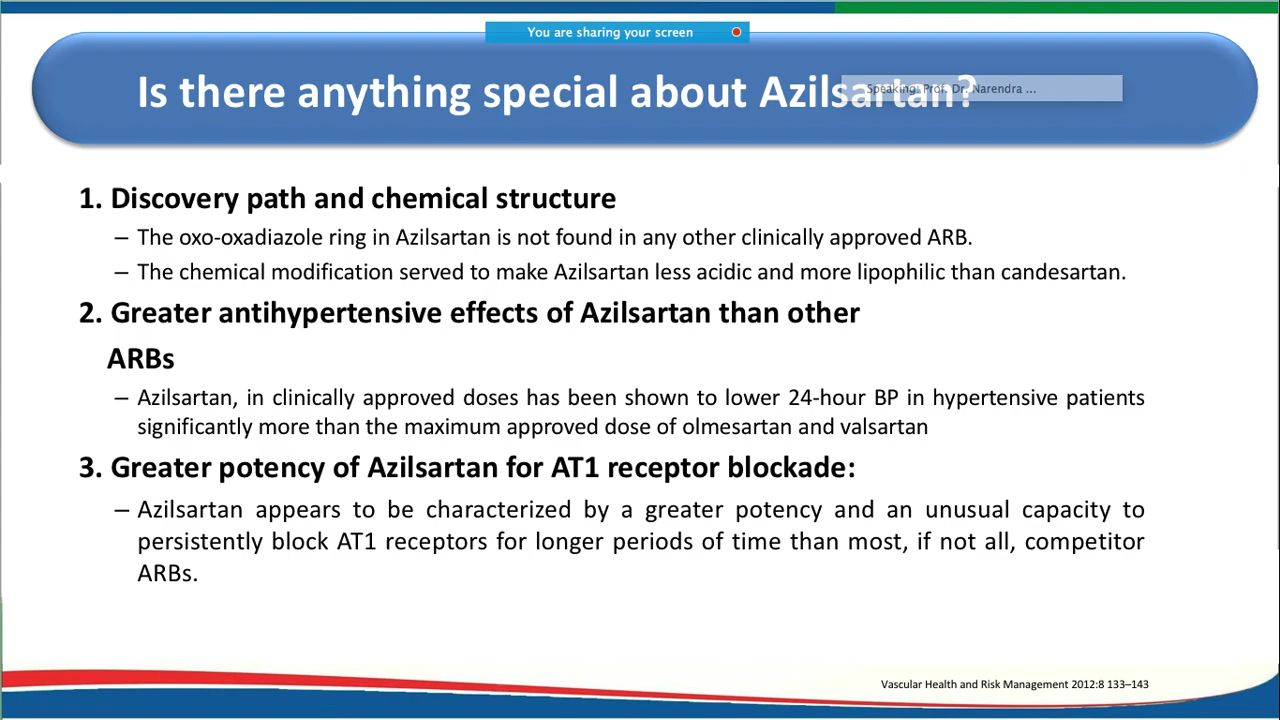 You are sharing your screen
Is there anything special about Azilsartan?
Speaking: Prof. Dr. Narendra ...
1. Discovery path and chemical structure
– The oxo-oxadiazole ring in Azilsartan is not found in any other clinically approved ARB.
– The chemical modification served to make Azilsartan less acidic and more lipophilic than candesartan.
2. Greater antihypertensive effects of Azilsartan than other
ARBs
– Azilsartan, in clinically approved doses has been shown to lower 24-hour BP in hypertensive patients
significantly more than the maximum approved dose of olmesartan and valsartan
3. Greater potency of Azilsartan for AT1 receptor blockade:
– Azilsartan appears to be characterized by a greater potency and an unusual capacity to
persistently block AT1 receptors for longer periods of time than most, if not all, competitor
ARBs.
Vascular Health and Risk Management 2012:8 133–143